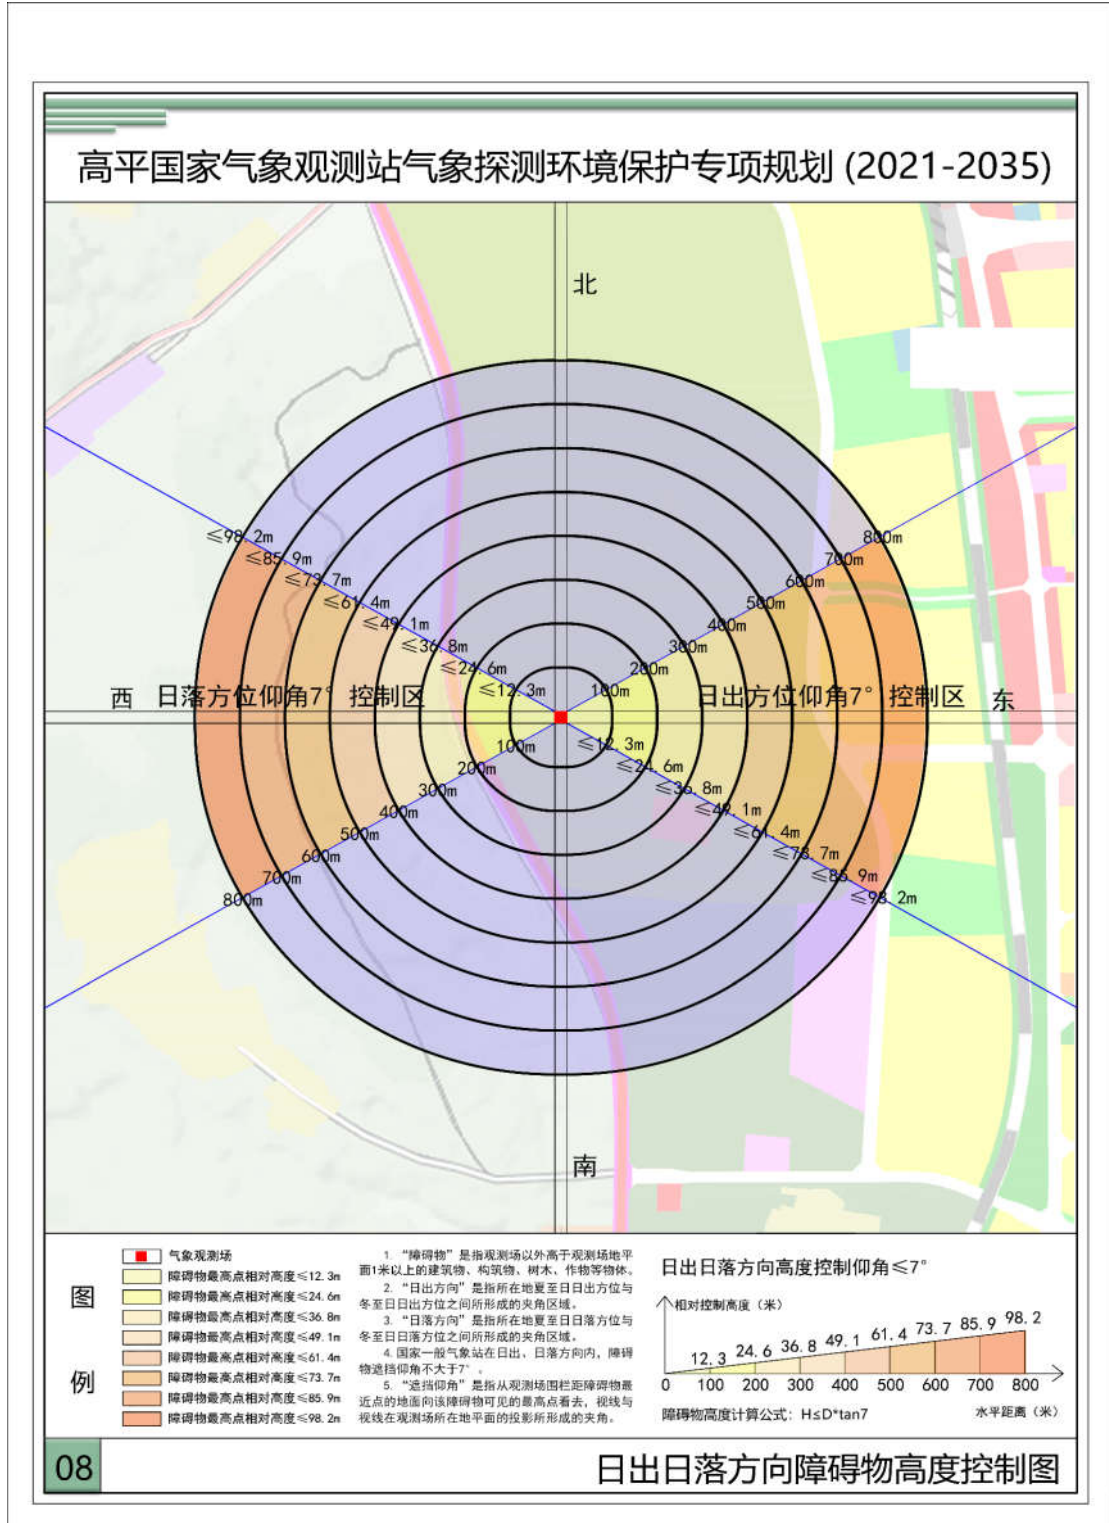 高平国家气象观测站气象探测环境保护专项规划 (2021-2035)
北
≤98.2m
800m
≤85.9m
700m
≤73.7m
600m
≤61.4m
500m
≤49.1m
400m
≤36.8m
300m
≤24.6m
200m
≤12.3m
100m
西
日落方位仰角7° 控制区
日出方位仰角7° 控制区
东
100m
≤12.3m
200m
≤24.6m
300m
≤36.8m
400m
≤49.1m
500m
≤61.4m
600m
≤73.7m
700m
≤85.9m
800m
≤98.2m
南
图
例
气象观测场
障碍物最高点相对高度≤12.3m
障碍物最高点相对高度≤24.6m
障碍物最高点相对高度≤36.8m
障碍物最高点相对高度≤49.1m
障碍物最高点相对高度≤61.4m
障碍物最高点相对高度≤73.7m
障碍物最高点相对高度≤85.9m
障碍物最高点相对高度≤98.2m
1. “障碍物”是指观测场以外高于观测场地平
面1米以上的建筑物、构筑物、树木、作物等物体。
2. “日出方向”是指所在地夏至日日出方位与
冬至日日出方位之间所形成的夹角区域。
3. “日落方向”是指所在地夏至日日落方位与
冬至日日落方位之间所形成的夹角区域。
4. 国家一般气象站在日出、日落方向内，障碍
物遮挡仰角不大于7°。
5. “遮挡仰角”是指从观测场围栏距障碍物最
近点的地面向该障碍物可见的最高点看去，视线与
视线在观测场所在地平面的投影所形成的夹角。
日出日落方向高度控制仰角≤7°
相对控制高度（米）
12.3 24.6 36.8 49.1 61.4 73.7 85.9 98.2
0 100 200 300 400 500 600 700 800
障碍物高度计算公式：H≤D*tan7
水平距离（米）
08
日出日落方向障碍物高度控制图